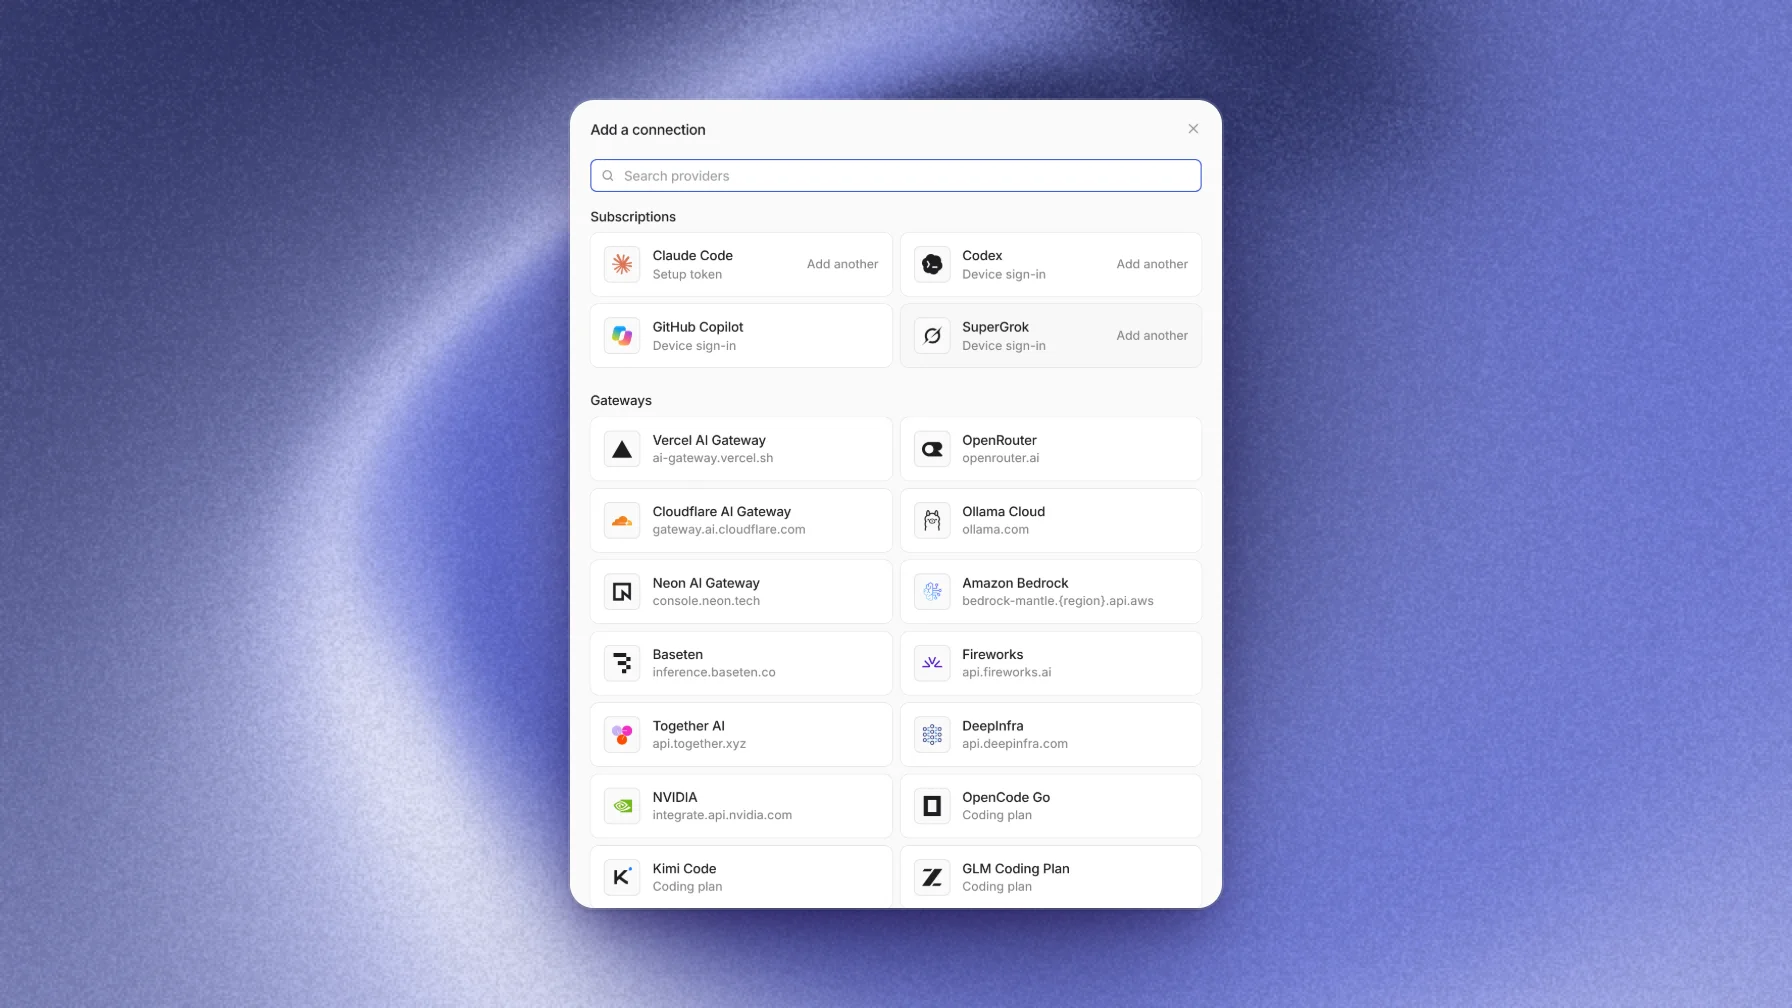 Add a connection
Search providers
Subscriptions
Claude Code
Setup token
Add another
Codex
Device sign-in
Add another
GitHub Copilot
Device sign-in
SuperGrok
Device sign-in
Add another
Gateways
Vercel AI Gateway
ai-gateway.vercel.sh
OpenRouter
openrouter.ai
Cloudflare AI Gateway
gateway.ai.cloudflare.com
Ollama Cloud
ollama.com
Neon AI Gateway
console.neon.tech
Amazon Bedrock
bedrock-mantle.{region}.api.aws
Baseten
inference.baseten.co
Fireworks
api.fireworks.ai
Together AI
api.together.xyz
DeepInfra
api.deepinfra.com
NVIDIA
integrate.api.nvidia.com
OpenCode Go
Coding plan
Kimi Code
Coding plan
GLM Coding Plan
Coding plan